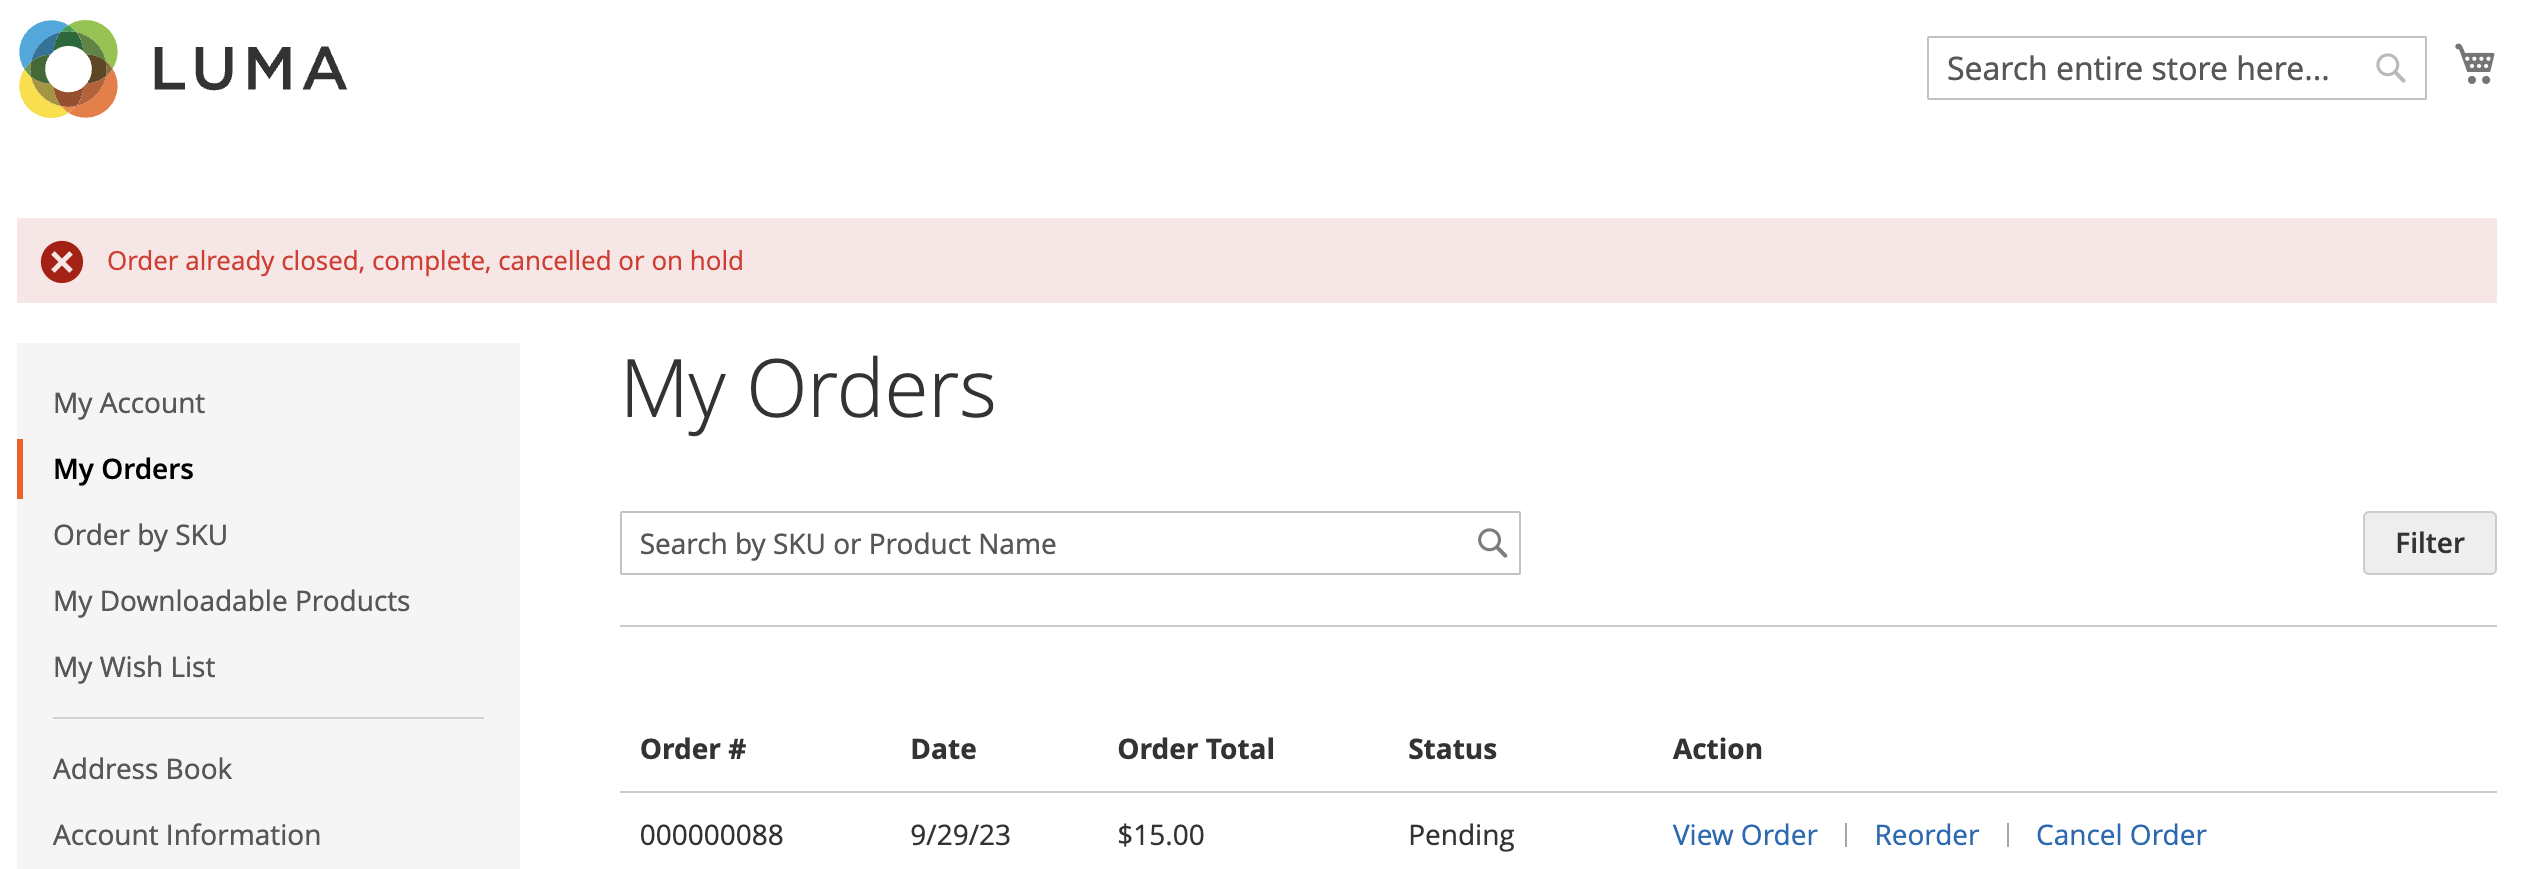 LUMA
Search entire store here...
Order already closed, complete, cancelled or on hold
My Account
My Orders
Order by SKU
My Downloadable Products
My Wish List
Address Book
Account Information
My Orders
Search by SKU or Product Name
Filter
Order # Date Order Total Status Action
000000088 9/29/23 $15.00 Pending View Order | Reorder | Cancel Order